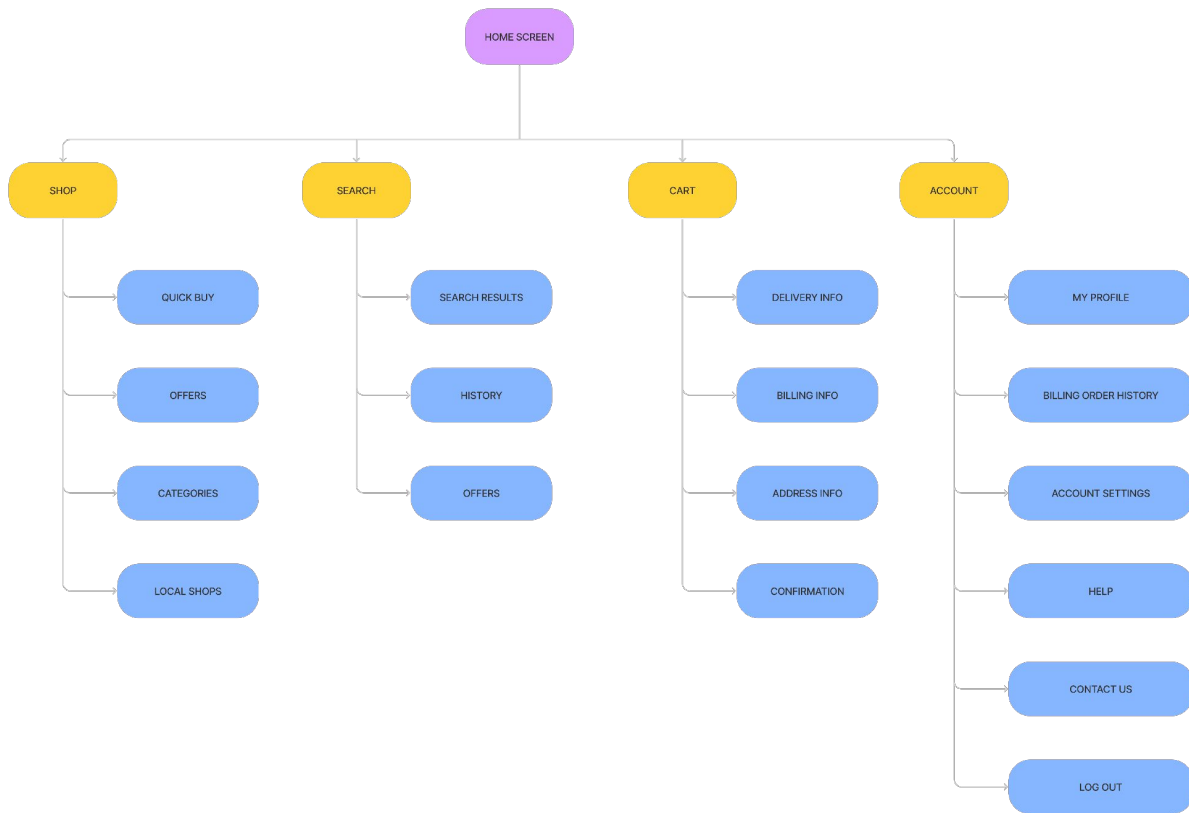 HOME SCREEN
SHOP
SEARCH
CART
ACCOUNT
QUICK BUY
SEARCH RESULTS
DELIVERY INFO
MY PROFILE
OFFERS
HISTORY
BILLING INFO
BILLING ORDER HISTORY
CATEGORIES
OFFERS
ADDRESS INFO
ACCOUNT SETTINGS
LOCAL SHOPS
CONFIRMATION
HELP
CONTACT US
LOG OUT